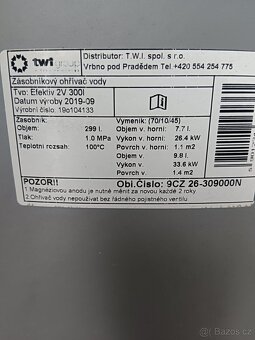 twi group
Distributor: T.W.I. spol. s r.o.
Vrbno pod Pradědem Tel +420 554 254 775
Zásobníkový ohřívač vody
Typ: Efektiv 2V 300l
Datum výroby 2019-09
Výrobní číslo: 19o104133
Zásobník: Vymeník: (70/10/45)
Objem: 299 l. Objem v. horní: 7.7 l.
Tlak: 1.0 MPa Výkon v. horní: 26.4 kW
Teplotní rozsah: 100°C Povrch v. horní: 1.1 m2
Objem v.: 9.8 l.
Výkon v.: 33.6 kW
Povrch v.: 1.4 m2
POZOR!! Obj.Číslo: 9CZ 26-309000N
1 Magnéziovou anodu je nutné měnit za novou každé 2 roky
2.Ohřívač vody nepoužívat bez řádného zapojení topení
bazos.cz